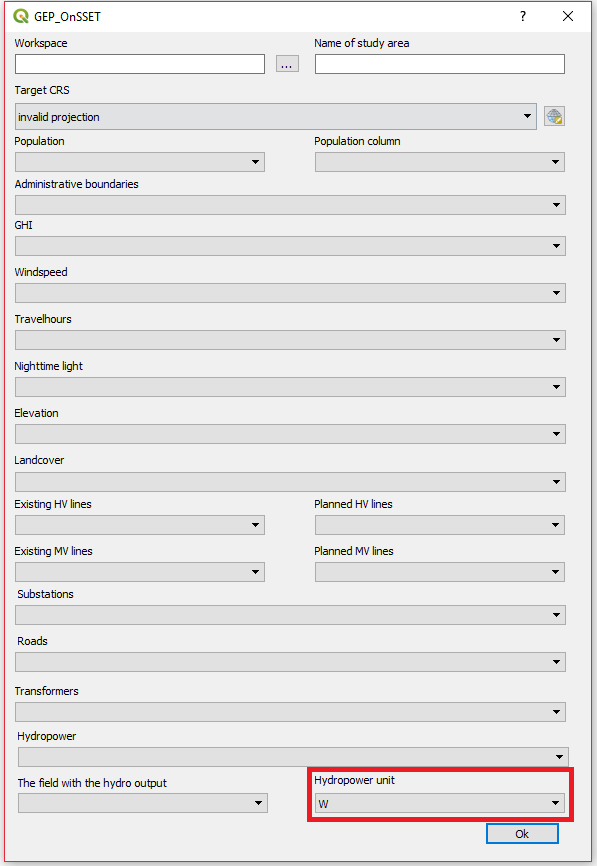 GEP_OnSSET ?
Workspace Name of study area
...
Target CRS
invalid projection
Population Population column
Administrative boundaries
GHI
Windspeed
Travelhours
Nighttime light
Elevation
Landcover
Existing HV lines Planned HV lines
Existing MV lines Planned MV lines
Substations
Roads
Transformers
Hydropower
The field with the hydro output Hydropower unit
W
Ok